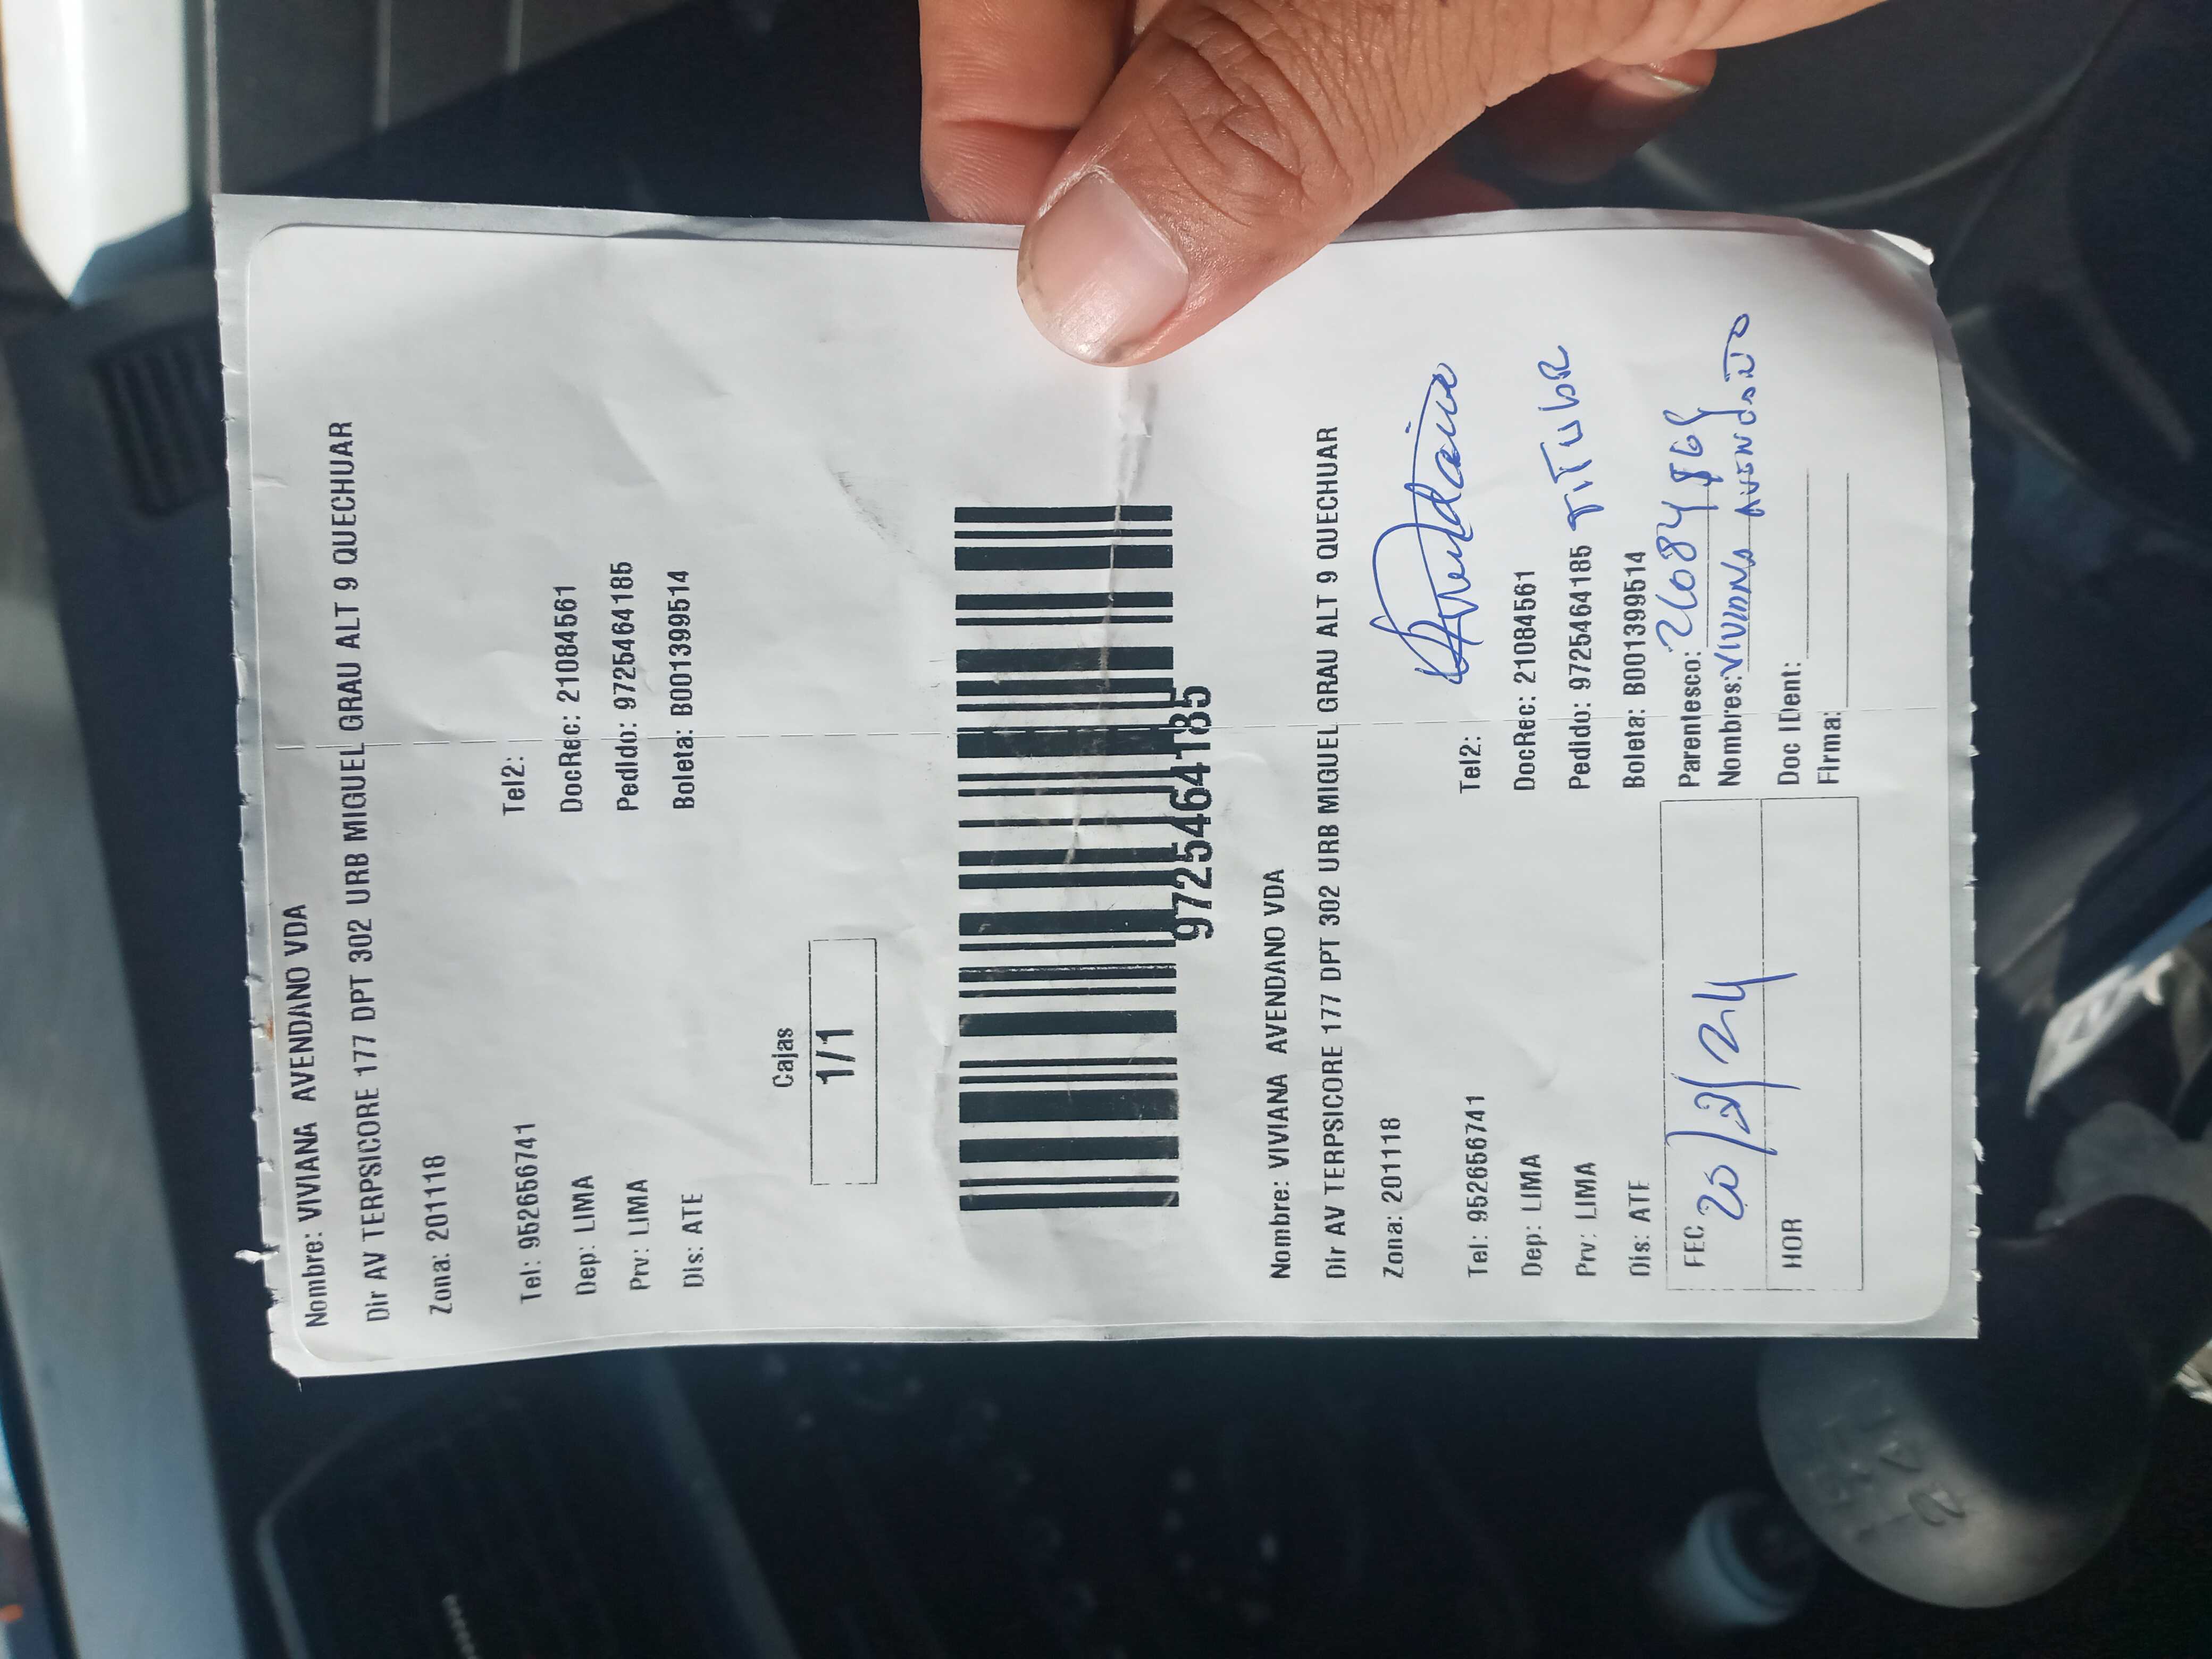 Nombre: VIVIANA AVENDANO VDA
Dir AV TERPSICORE 177 DPT 302 URB MIGUEL GRAU ALT 9 QUECHUAR
Zona: 201118
Tel: 952656741 Tel2:
Dep: LIMA DocRec: 21084561
Prv: LIMA Pedido: 9725464185
Dis: ATE Boleta: B001399514
Cajas
1/1
9725464185
Nombre: VIVIANA AVENDANO VDA
Dir AV TERPSICORE 177 DPT 302 URB MIGUEL GRAU ALT 9 QUECHUAR
Zona: 201118
Tel: 952656741 Tel2:
Dep: LIMA DocRec: 21084561
Prv: LIMA Pedido: 9725464185 TITULAR
Dis: ATE Boleta: B001399514
FEC Parentesco:
Nombres: VIVIANA AVENDAÑO
HOR Doc IDent:
Firma: